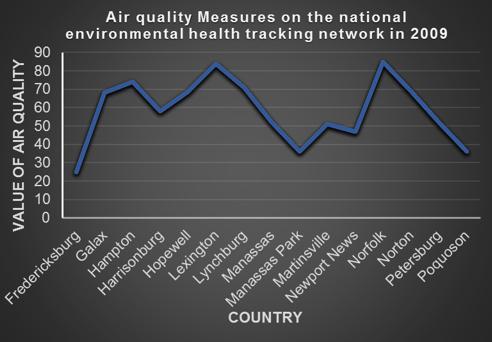 Air quality Measures on the national
environmental health tracking network in 2009
VALUE OF AIR QUALITY
90
80
70
60
50
40
30
20
10
0
Fredericksburg
Galax
Hampton
Harrisonburg
Hopewell
Lexington
Lynchburg
Manassas
Manassas Park
Martinsville
Newport News
Norfolk
Norton
Petersburg
Poquoson
COUNTRY